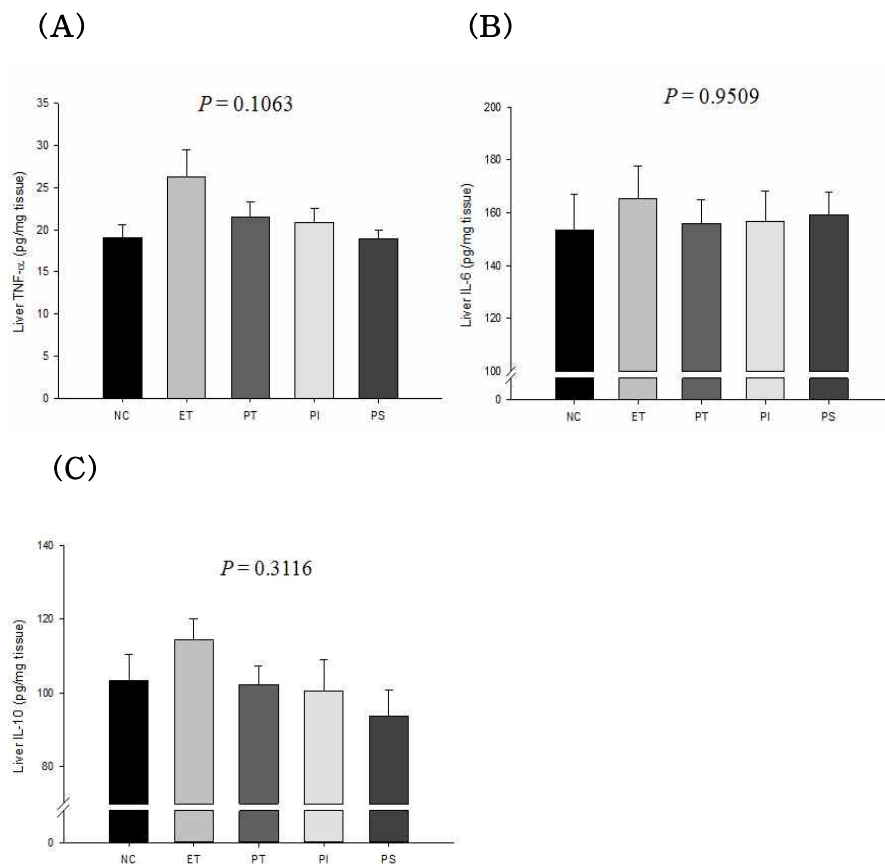 (A)
P = 0.1063
Liver TNF-α (pg/mg tissue)
35
30
25
20
15
10
5
0
NC ET PT PI PS
(B)
P = 0.9509
Liver IL-6 (pg/mg tissue)
200
180
160
140
120
100
0
NC ET PT PI PS
(C)
P = 0.3116
Liver IL-10 (pg/mg tissue)
140
120
100
80
0
NC ET PT PI PS